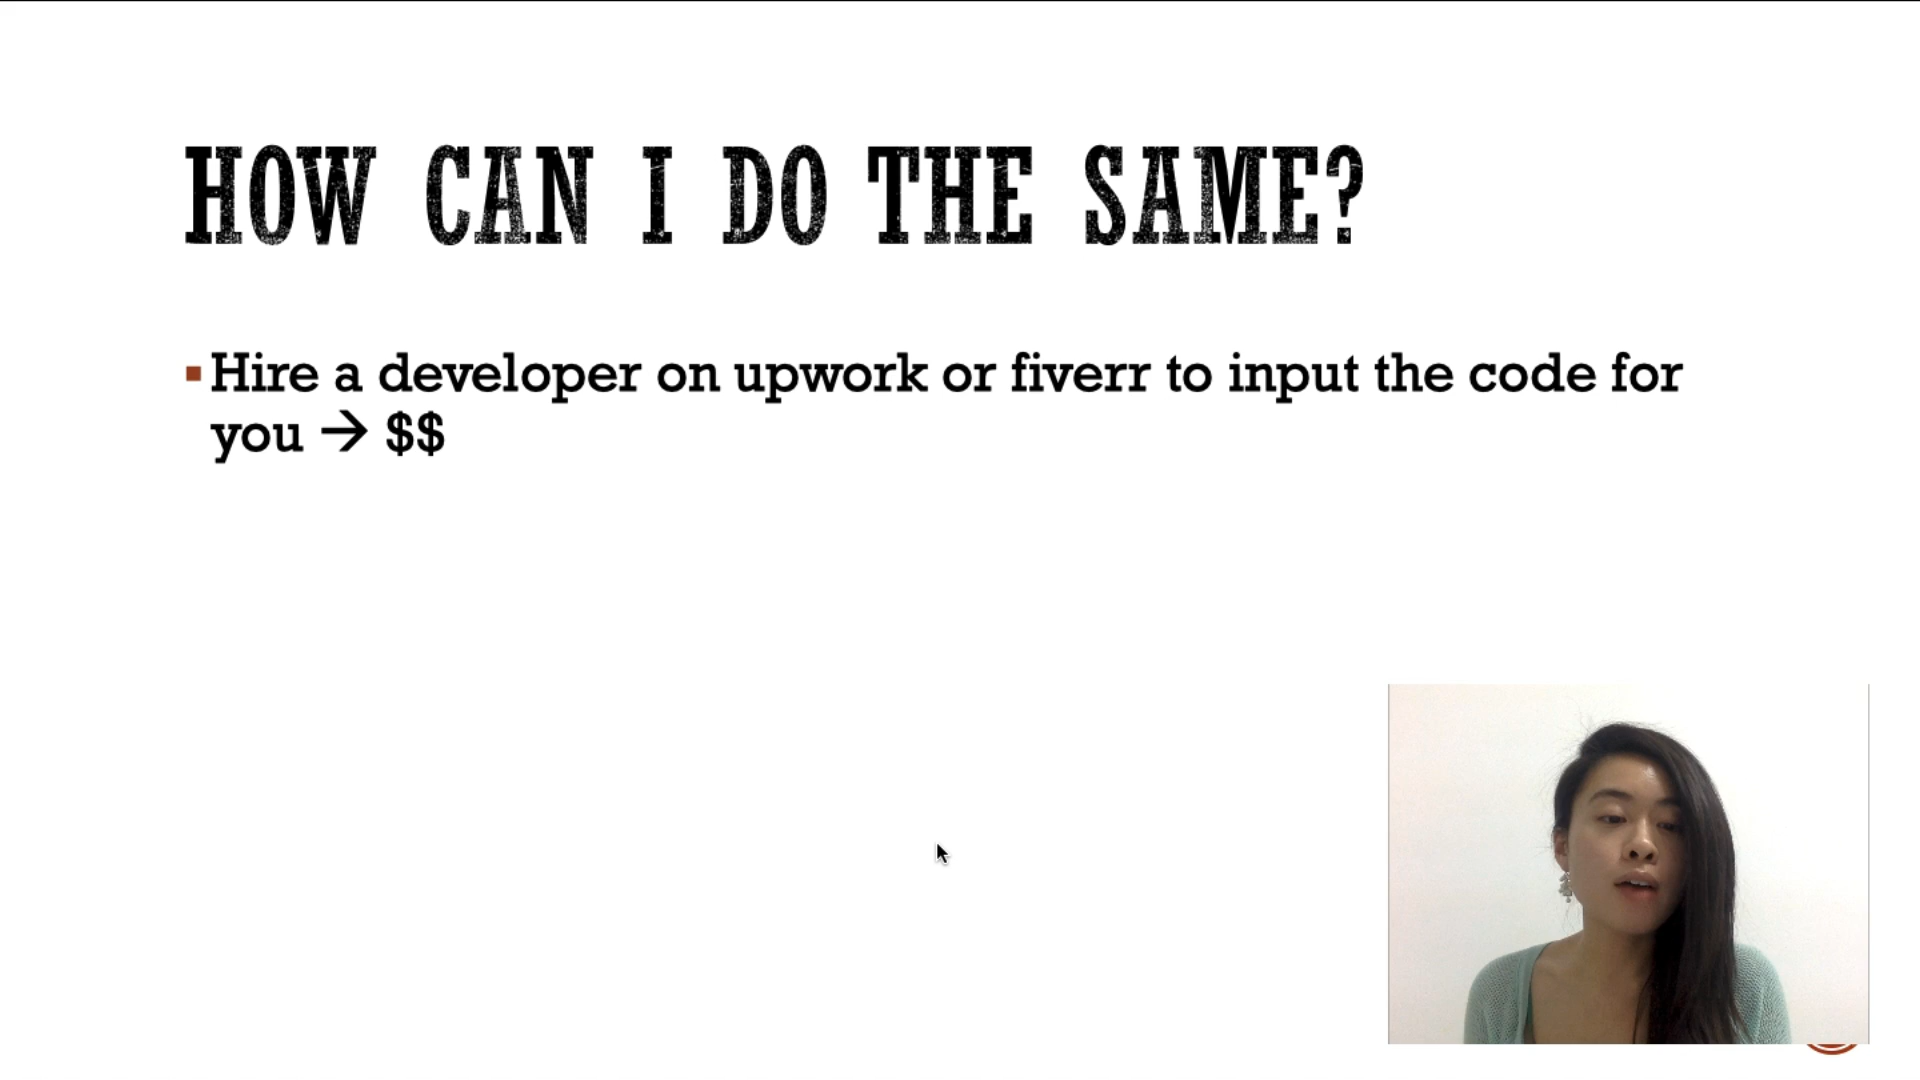 HOW CAN I DO THE SAME?
▪ Hire a developer on upwork or fiverr to input the code for
you → $$